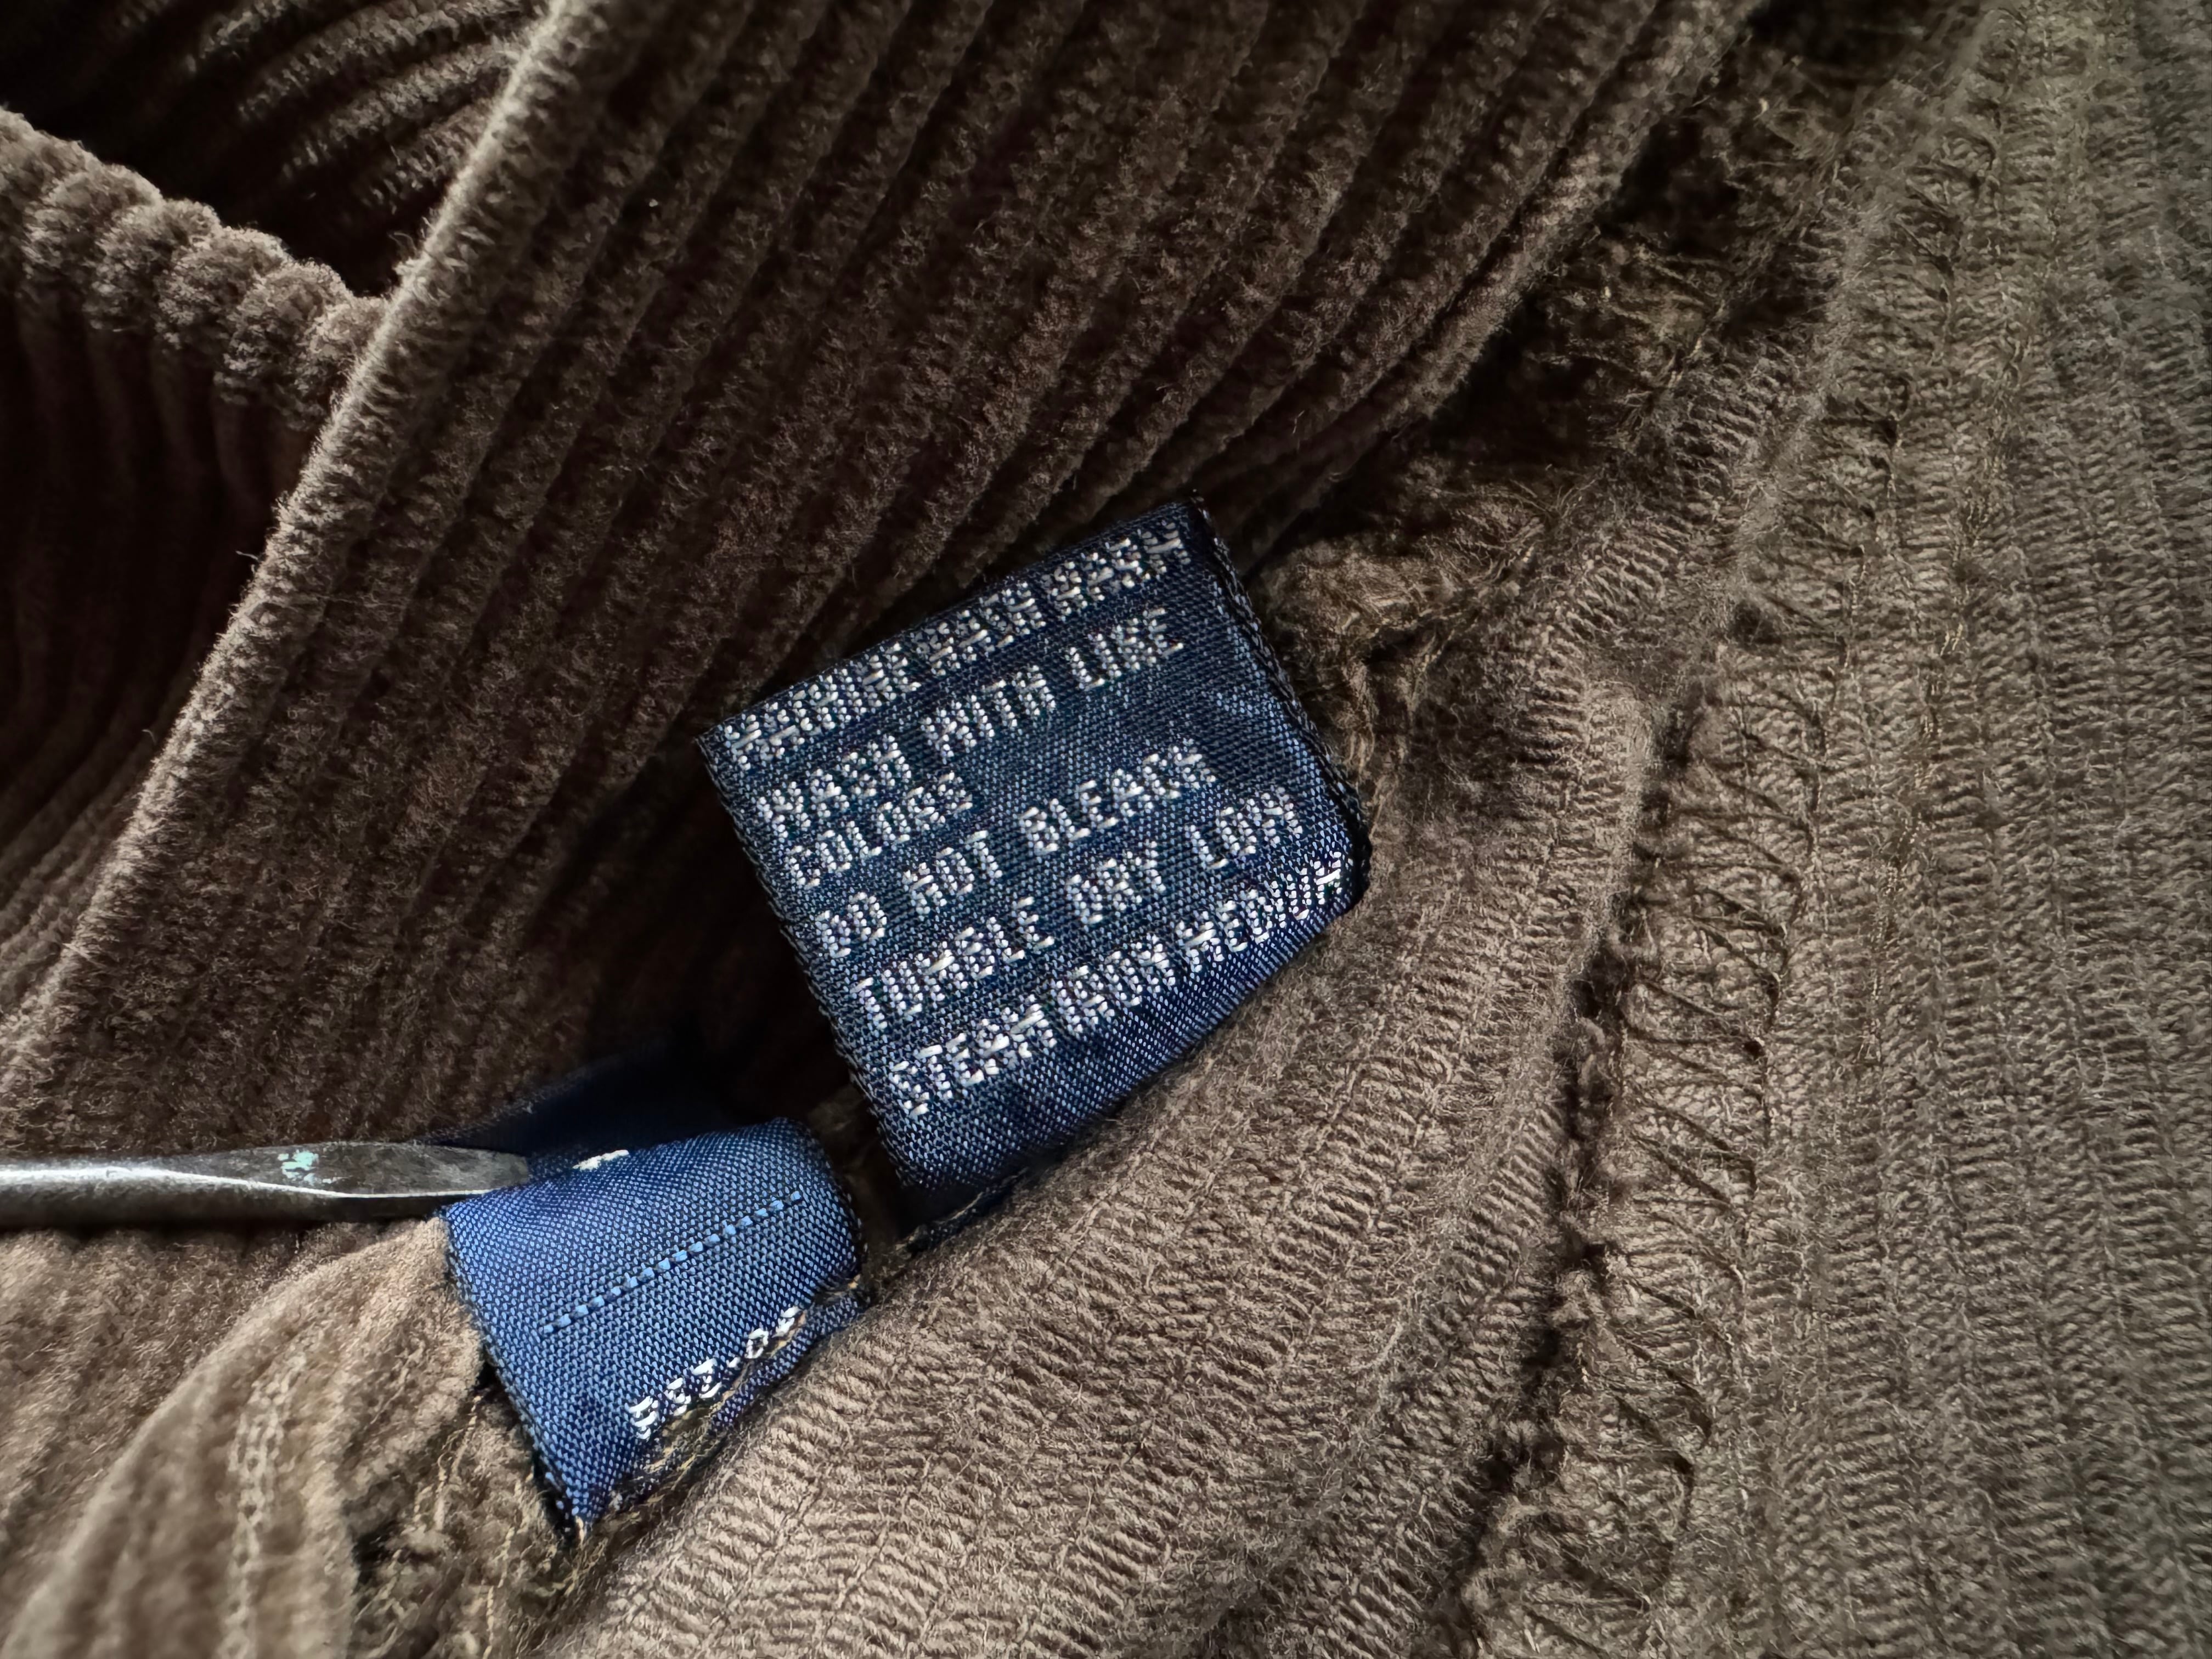 MACHINE WASH WARM
WASH WITH LIKE
COLORS
DO NOT BLEACH
TUMBLE DRY LOW
STEAM IRON MEDIUM